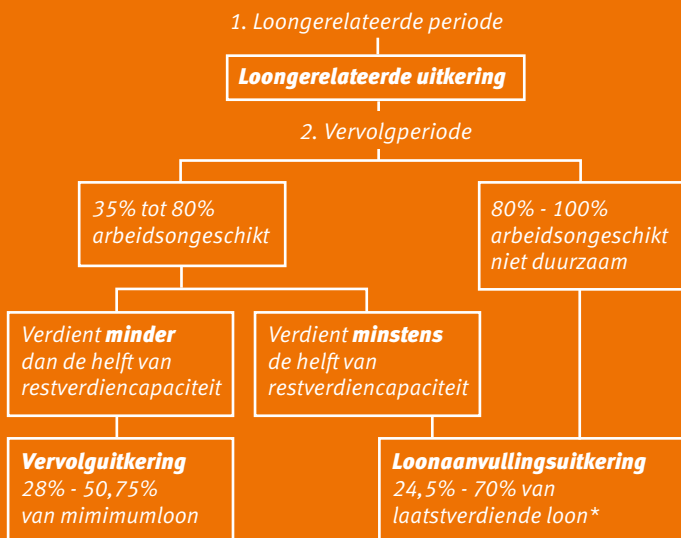 1. Loongerelateerde periode
Loongerelateerde uitkering
2. Vervolgperiode
35% tot 80%
arbeidsongeschikt
80% - 100%
arbeidsongeschikt
niet duurzaam
Verdient minder
dan de helft van
restverdiencapaciteit
Verdient minstens
de helft van
restverdiencapaciteit
Vervolguitkering
28% - 50,75%
van mimimumloon
Loonaanvullingsuitkering
24,5% - 70% van
laatstverdiende loon*